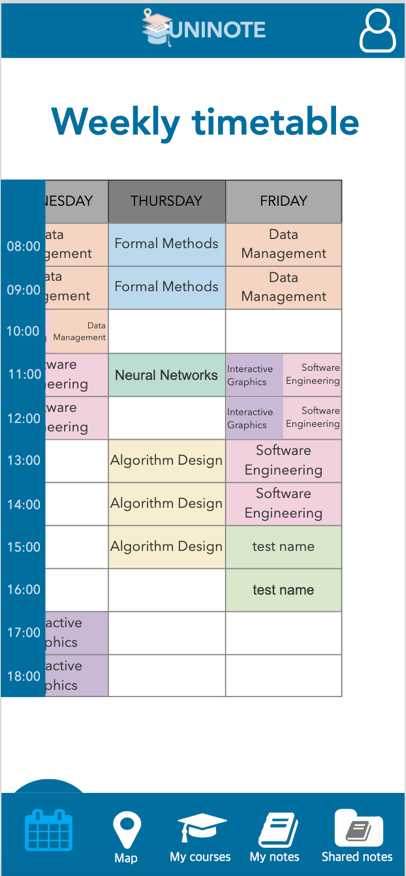 UNINOTE
Weekly timetable
NESDAY THURSDAY FRIDAY
08:00 ata gement Formal Methods Data Management
09:00 ata gement Formal Methods Data Management
10:00 Data Management
11:00 ware eering Neural Networks Interactive Graphics Software Engineering
12:00 ware eering Interactive Graphics Software Engineering
13:00 Algorithm Design Software Engineering
14:00 Algorithm Design Software Engineering
15:00 Algorithm Design test name
16:00 test name
17:00 active phics
18:00 active phics
Map My courses My notes Shared notes